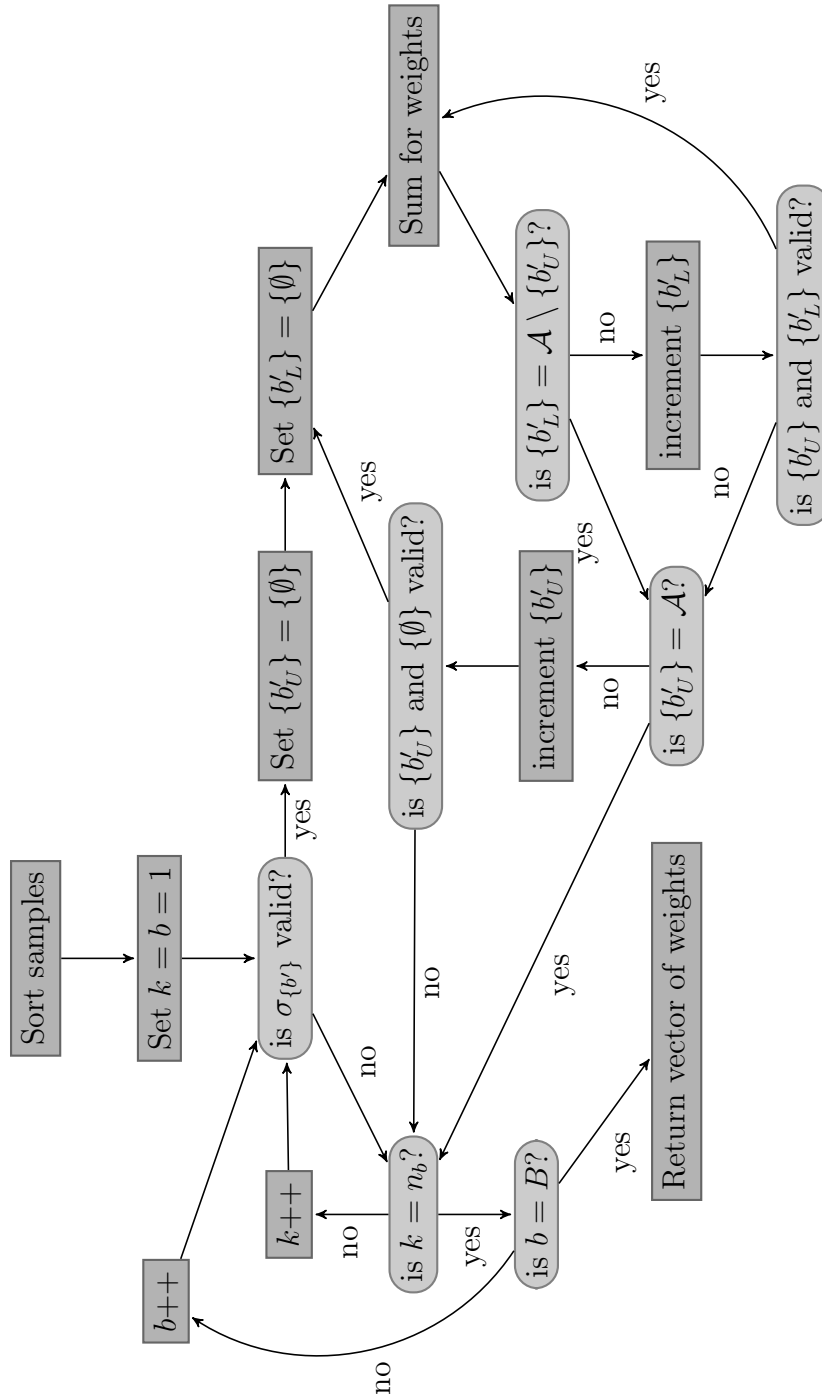 Sort samples
Set k = b = 1
b++
k++
is σ_{b′} valid?
yes
Set {b′_U} = {∅}
Set {b′_L} = {∅}
no
no
is k = n_b?
no
is {b′_U} and {∅} valid?
yes
Sum for weights
yes
no
is b = B?
yes
increment {b′_U}
yes
is {b′_L} = 𝒜 \ {b′_U}?
no
yes
Return vector of weights
no
is {b′_U} = 𝒜?
increment {b′_L}
no
yes
is {b′_U} and {b′_L} valid?